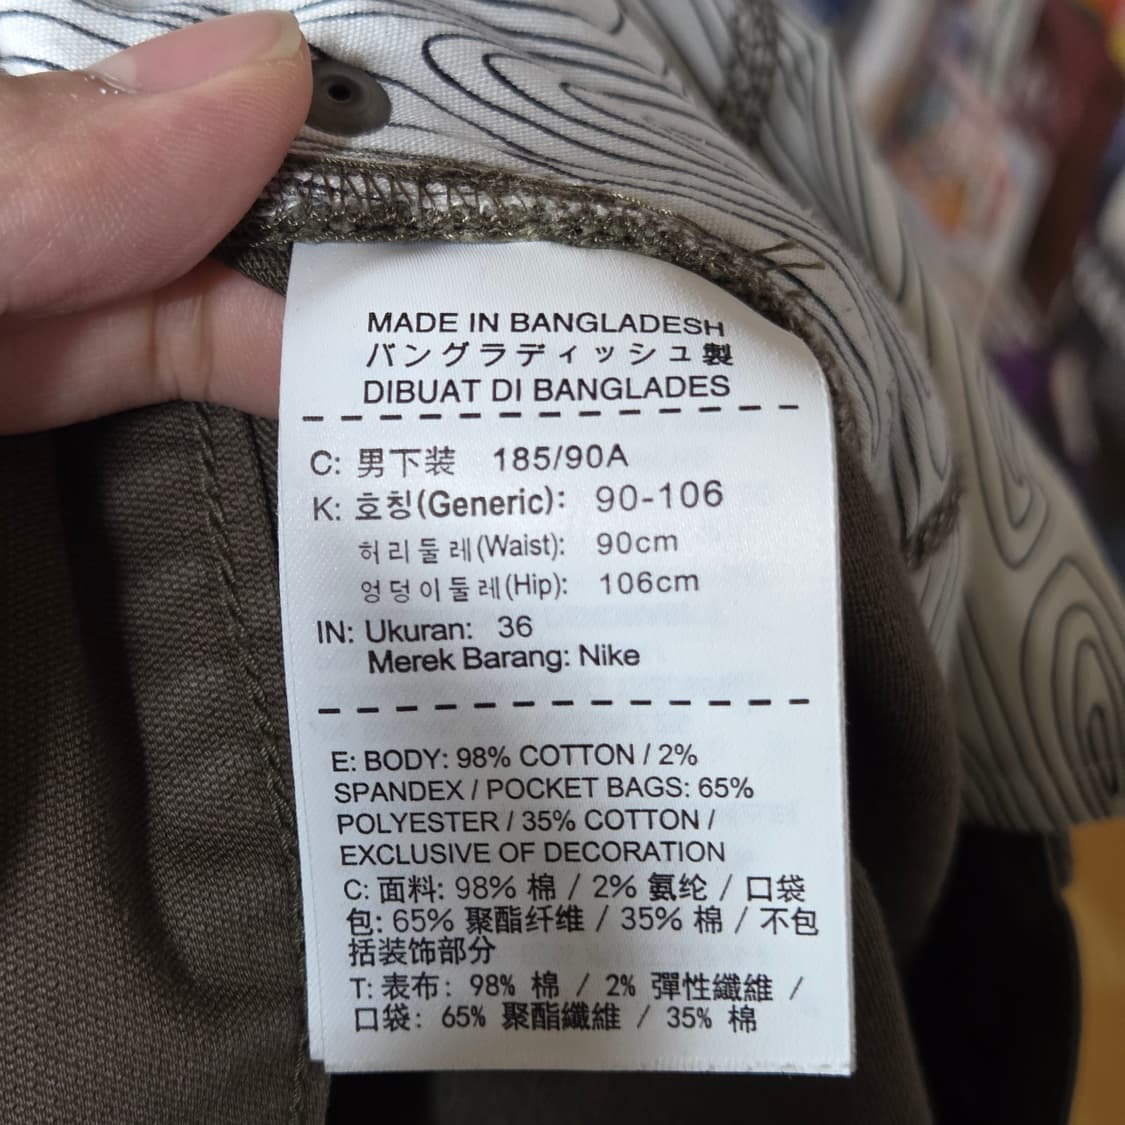 MADE IN BANGLADESH
バングラディッシュ製
DIBUAT DI BANGLADES
C: 男下装 185/90A
K: 호칭(Generic): 90-106
허리둘레(Waist): 90cm
엉덩이둘레(Hip): 106cm
IN: Ukuran: 36
Merek Barang: Nike
E: BODY: 98% COTTON / 2%
SPANDEX / POCKET BAGS: 65%
POLYESTER / 35% COTTON /
EXCLUSIVE OF DECORATION
C: 面料: 98% 棉 / 2% 氨纶 / 口袋
包: 65% 聚酯纤维 / 35% 棉 / 不包
括装饰部分
T: 表布: 98% 棉 / 2% 彈性纖維 /
口袋: 65% 聚酯纖維 / 35% 棉